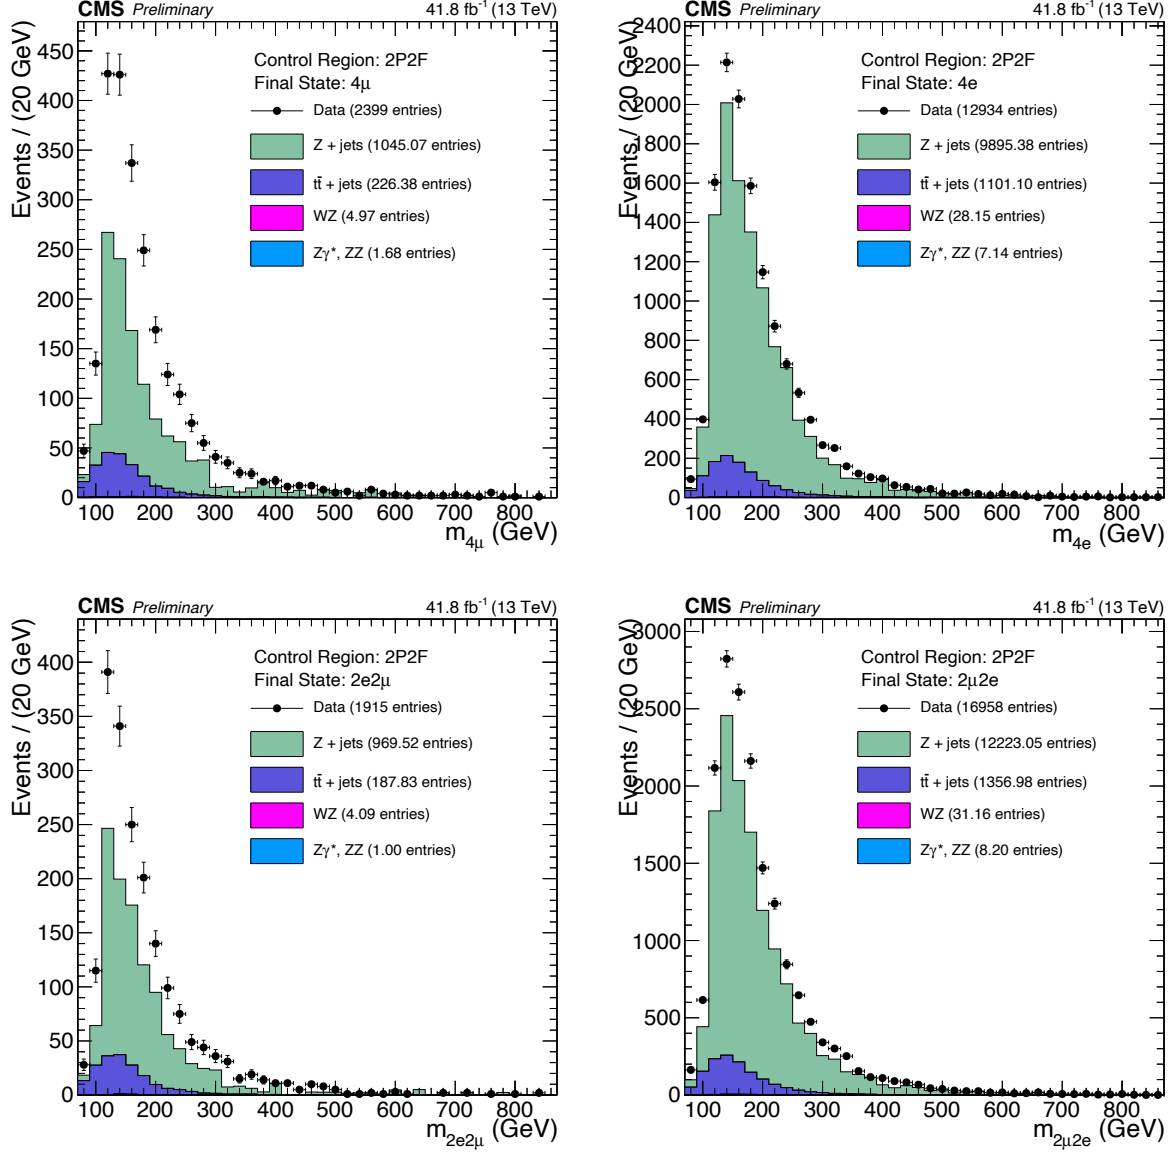 CMS Preliminary 41.8 fb⁻¹ (13 TeV)
Events / (20 GeV)
450
400
350
300
250
200
150
100
50
0
Control Region: 2P2F
Final State: 4μ
Data (2399 entries)
Z + jets (1045.07 entries)
tt̄ + jets (226.38 entries)
WZ (4.97 entries)
Zγ*, ZZ (1.68 entries)
100 200 300 400 500 600 700 800
m4μ (GeV)
CMS Preliminary 41.8 fb⁻¹ (13 TeV)
Events / (20 GeV)
2400
2200
2000
1800
1600
1400
1200
1000
800
600
400
200
0
Control Region: 2P2F
Final State: 4e
Data (12934 entries)
Z + jets (9895.38 entries)
tt̄ + jets (1101.10 entries)
WZ (28.15 entries)
Zγ*, ZZ (7.14 entries)
100 200 300 400 500 600 700 800
m4e (GeV)
CMS Preliminary 41.8 fb⁻¹ (13 TeV)
Events / (20 GeV)
400
350
300
250
200
150
100
50
0
Control Region: 2P2F
Final State: 2e2μ
Data (1915 entries)
Z + jets (969.52 entries)
tt̄ + jets (187.83 entries)
WZ (4.09 entries)
Zγ*, ZZ (1.00 entries)
100 200 300 400 500 600 700 800
m2e2μ (GeV)
CMS Preliminary 41.8 fb⁻¹ (13 TeV)
Events / (20 GeV)
3000
2500
2000
1500
1000
500
0
Control Region: 2P2F
Final State: 2μ2e
Data (16958 entries)
Z + jets (12223.05 entries)
tt̄ + jets (1356.98 entries)
WZ (31.16 entries)
Zγ*, ZZ (8.20 entries)
100 200 300 400 500 600 700 800
m2μ2e (GeV)